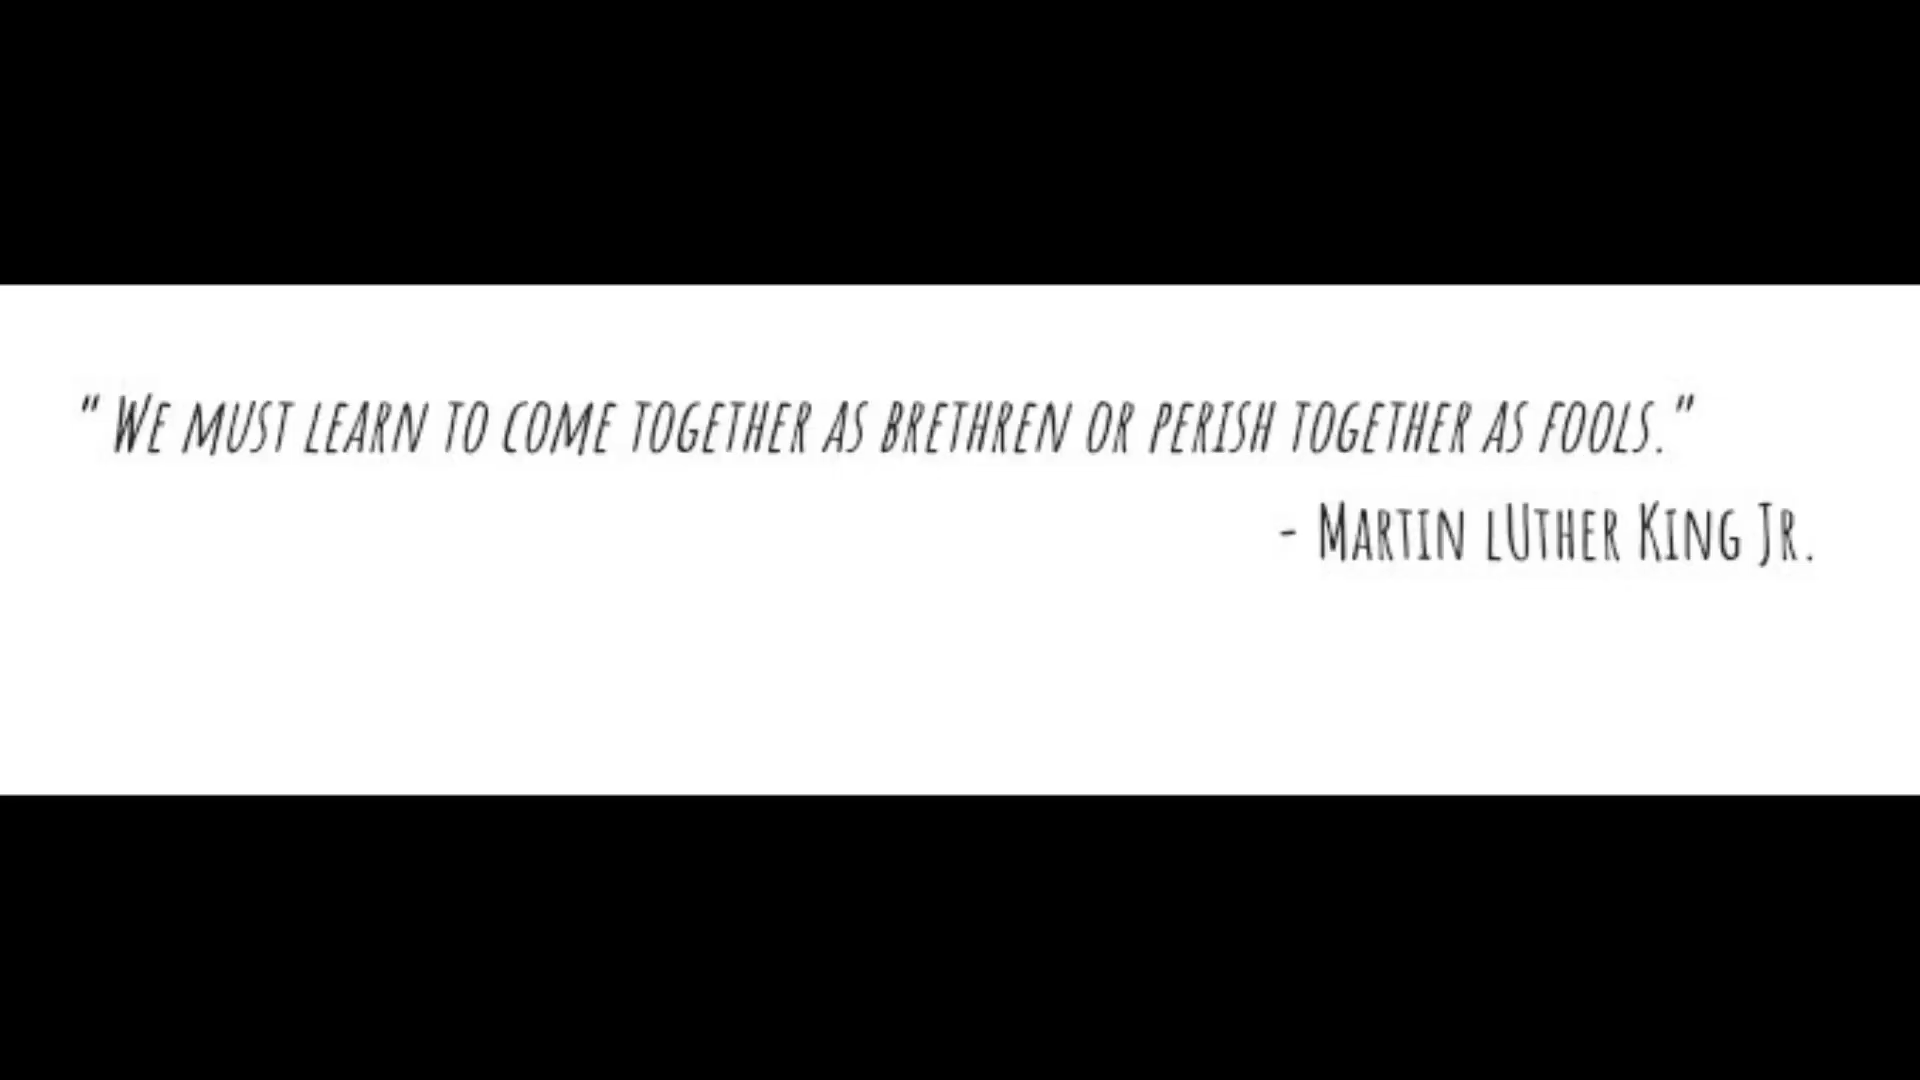 " We must learn to come together as brethren or perish together as fools."
- Martin lUther King Jr.